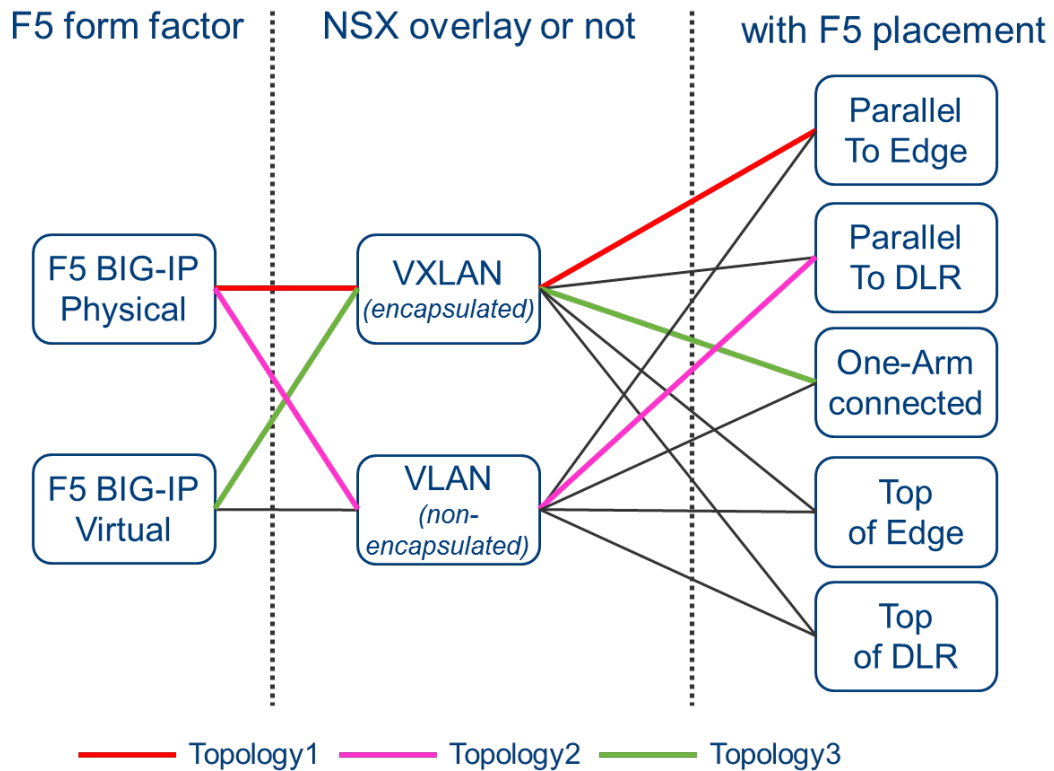 F5 form factor
NSX overlay or not
with F5 placement
Parallel
To Edge
Parallel
To DLR
F5 BIG-IP
Physical
VXLAN
(encapsulated)
One-Arm
connected
F5 BIG-IP
Virtual
VLAN
(non-
encapsulated)
Top
of Edge
Top
of DLR
Topology1
Topology2
Topology3